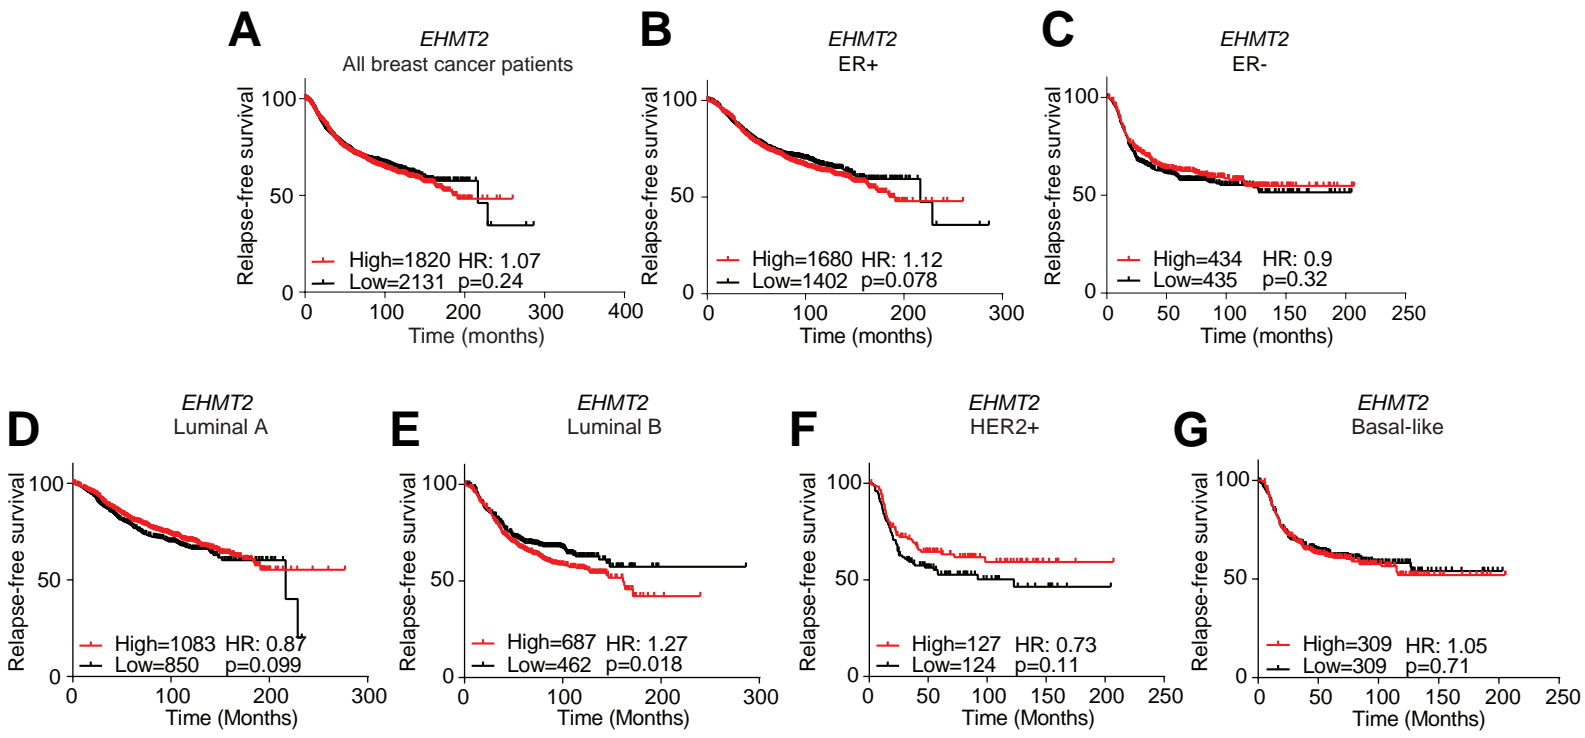 A
EHMT2
All breast cancer patients
Relapse-free survival
100
50
0
High=1820 HR: 1.07
Low=2131 p=0.24
0 100 200 300 400
Time (months)
B
EHMT2
ER+
Relapse-free survival
100
50
0
High=1680 HR: 1.12
Low=1402 p=0.078
0 100 200 300
Time (months)
C
EHMT2
ER-
Relapse-free survival
100
50
0
High=434 HR: 0.9
Low=435 p=0.32
0 50 100 150 200 250
Time (months)
D
EHMT2
Luminal A
Relapse-free survival
100
50
0
High=1083 HR: 0.87
Low=850 p=0.099
0 100 200 300
Time (Months)
E
EHMT2
Luminal B
Relapse-free survival
100
50
0
High=687 HR: 1.27
Low=462 p=0.018
0 100 200 300
Time (Months)
F
EHMT2
HER2+
Relapse-free survival
100
50
0
High=127 HR: 0.73
Low=124 p=0.11
0 50 100 150 200 250
Time (Months)
G
EHMT2
Basal-like
Relapse-free survival
100
50
0
High=309 HR: 1.05
Low=309 p=0.71
0 50 100 150 200 250
Time (Months)